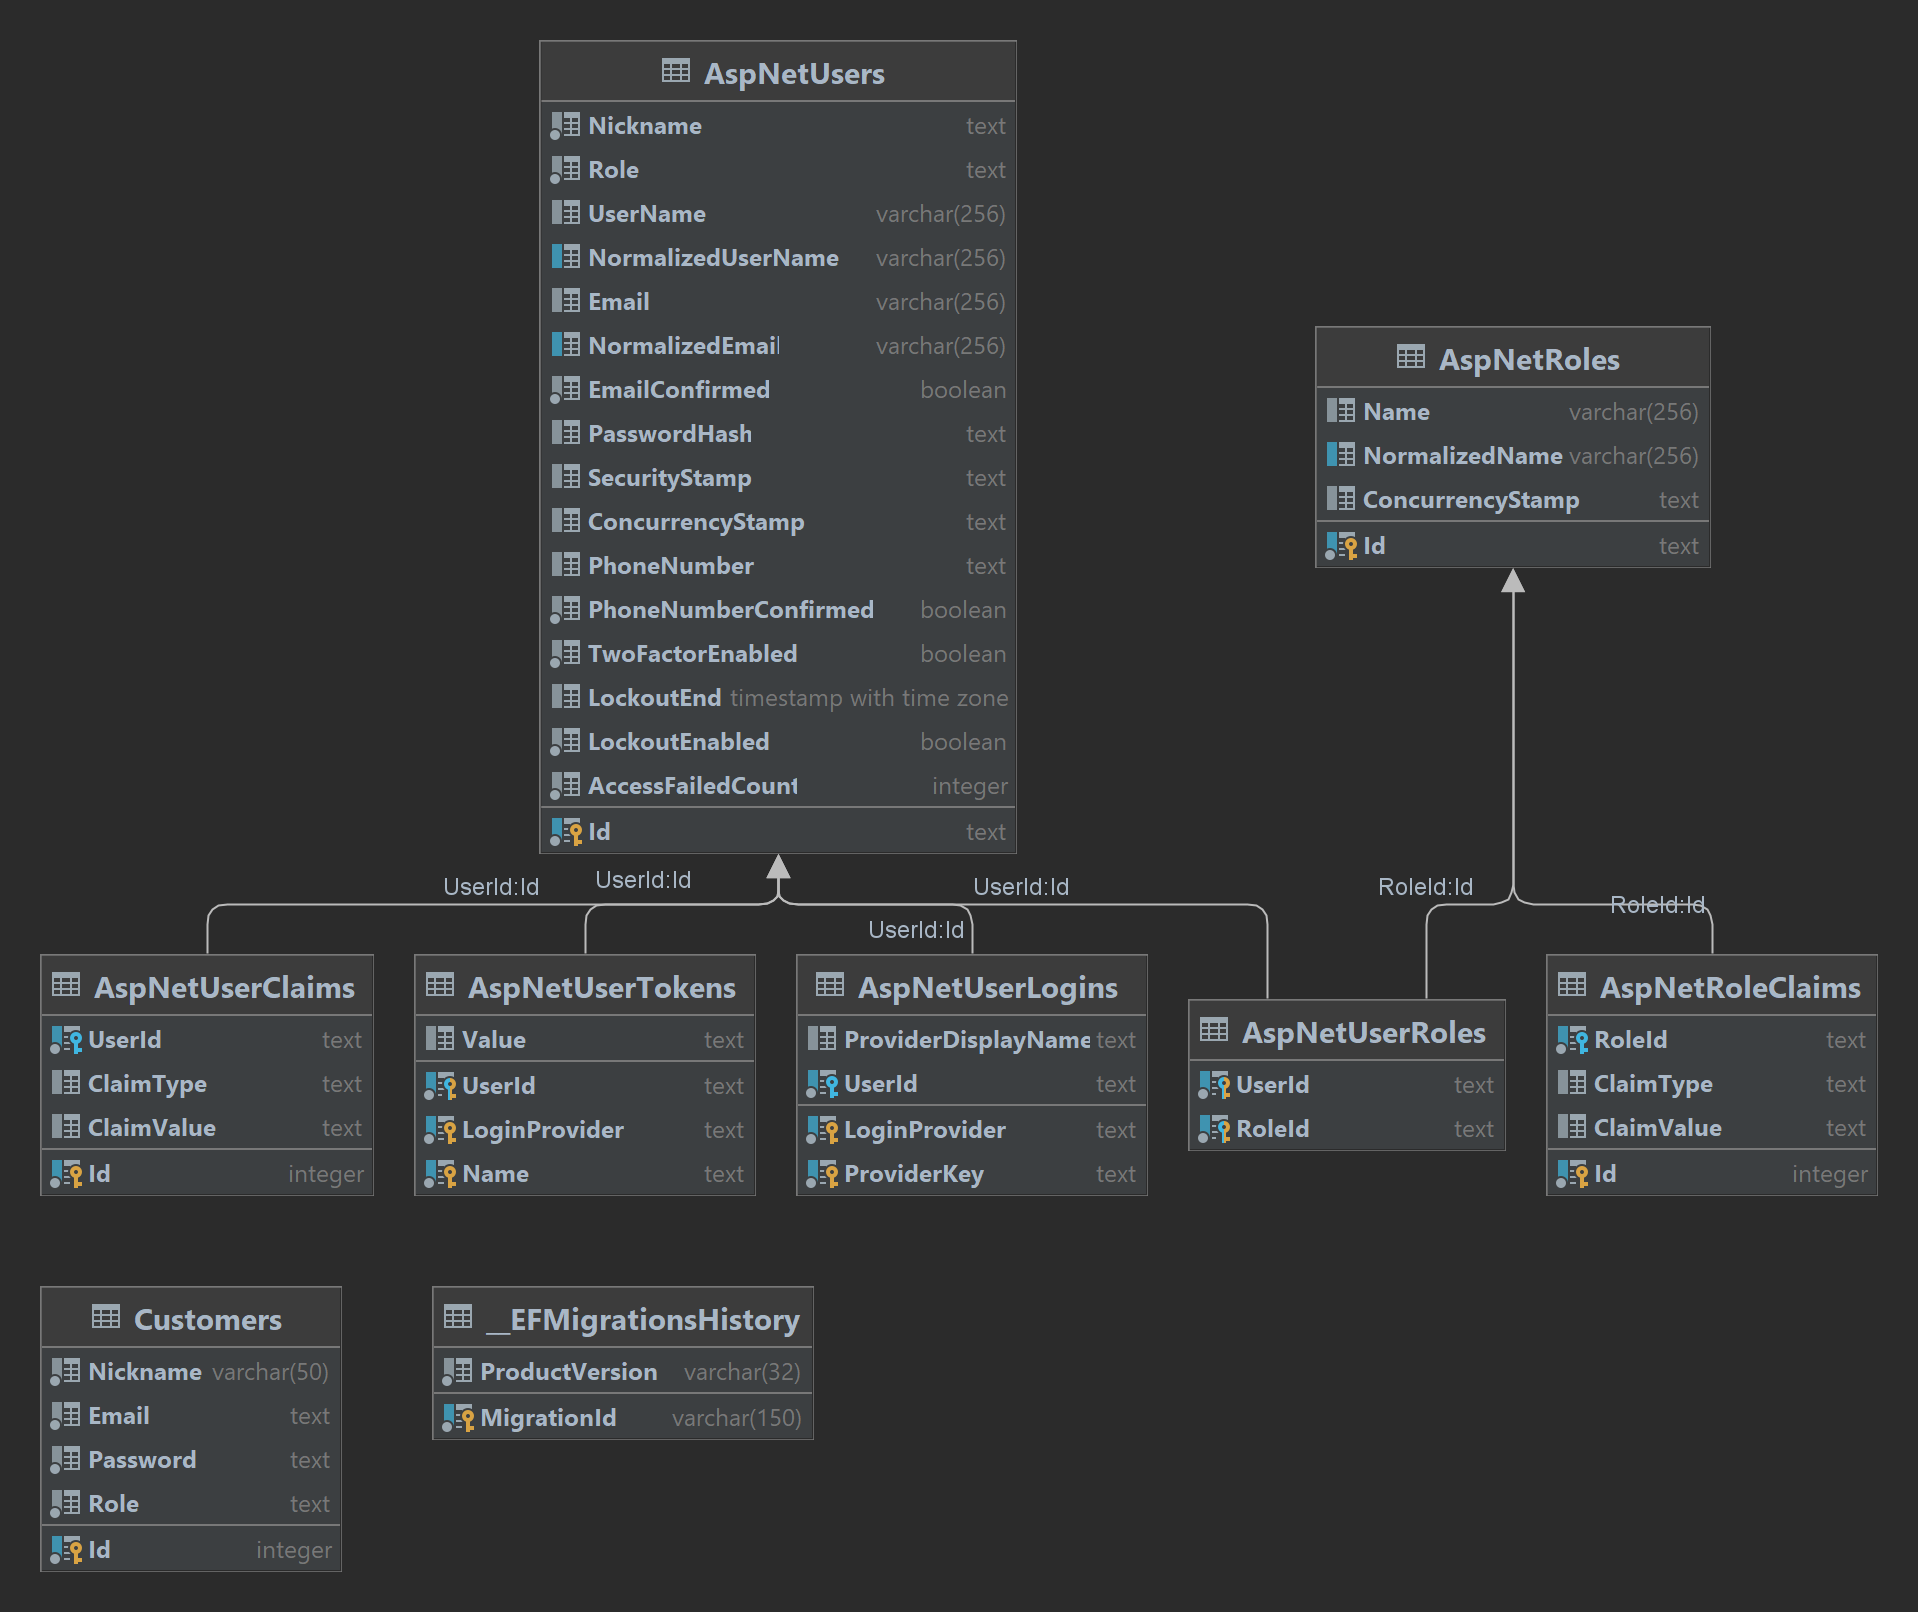 AspNetUsers
Nickname text
Role text
UserName varchar(256)
NormalizedUserName varchar(256)
Email varchar(256)
NormalizedEmail varchar(256)
EmailConfirmed boolean
PasswordHash text
SecurityStamp text
ConcurrencyStamp text
PhoneNumber text
PhoneNumberConfirmed boolean
TwoFactorEnabled boolean
LockoutEnd timestamp with time zone
LockoutEnabled boolean
AccessFailedCount integer
Id text
AspNetRoles
Name varchar(256)
NormalizedName varchar(256)
ConcurrencyStamp text
Id text
UserId:Id
UserId:Id
UserId:Id
UserId:Id
RoleId:Id
RoleId:Id
AspNetUserClaims
UserId text
ClaimType text
ClaimValue text
Id integer
AspNetUserTokens
Value text
UserId text
LoginProvider text
Name text
AspNetUserLogins
ProviderDisplayName text
UserId text
LoginProvider text
ProviderKey text
AspNetUserRoles
UserId text
RoleId text
AspNetRoleClaims
RoleId text
ClaimType text
ClaimValue text
Id integer
Customers
Nickname varchar(50)
Email text
Password text
Role text
Id integer
__EFMigrationsHistory
ProductVersion varchar(32)
MigrationId varchar(150)